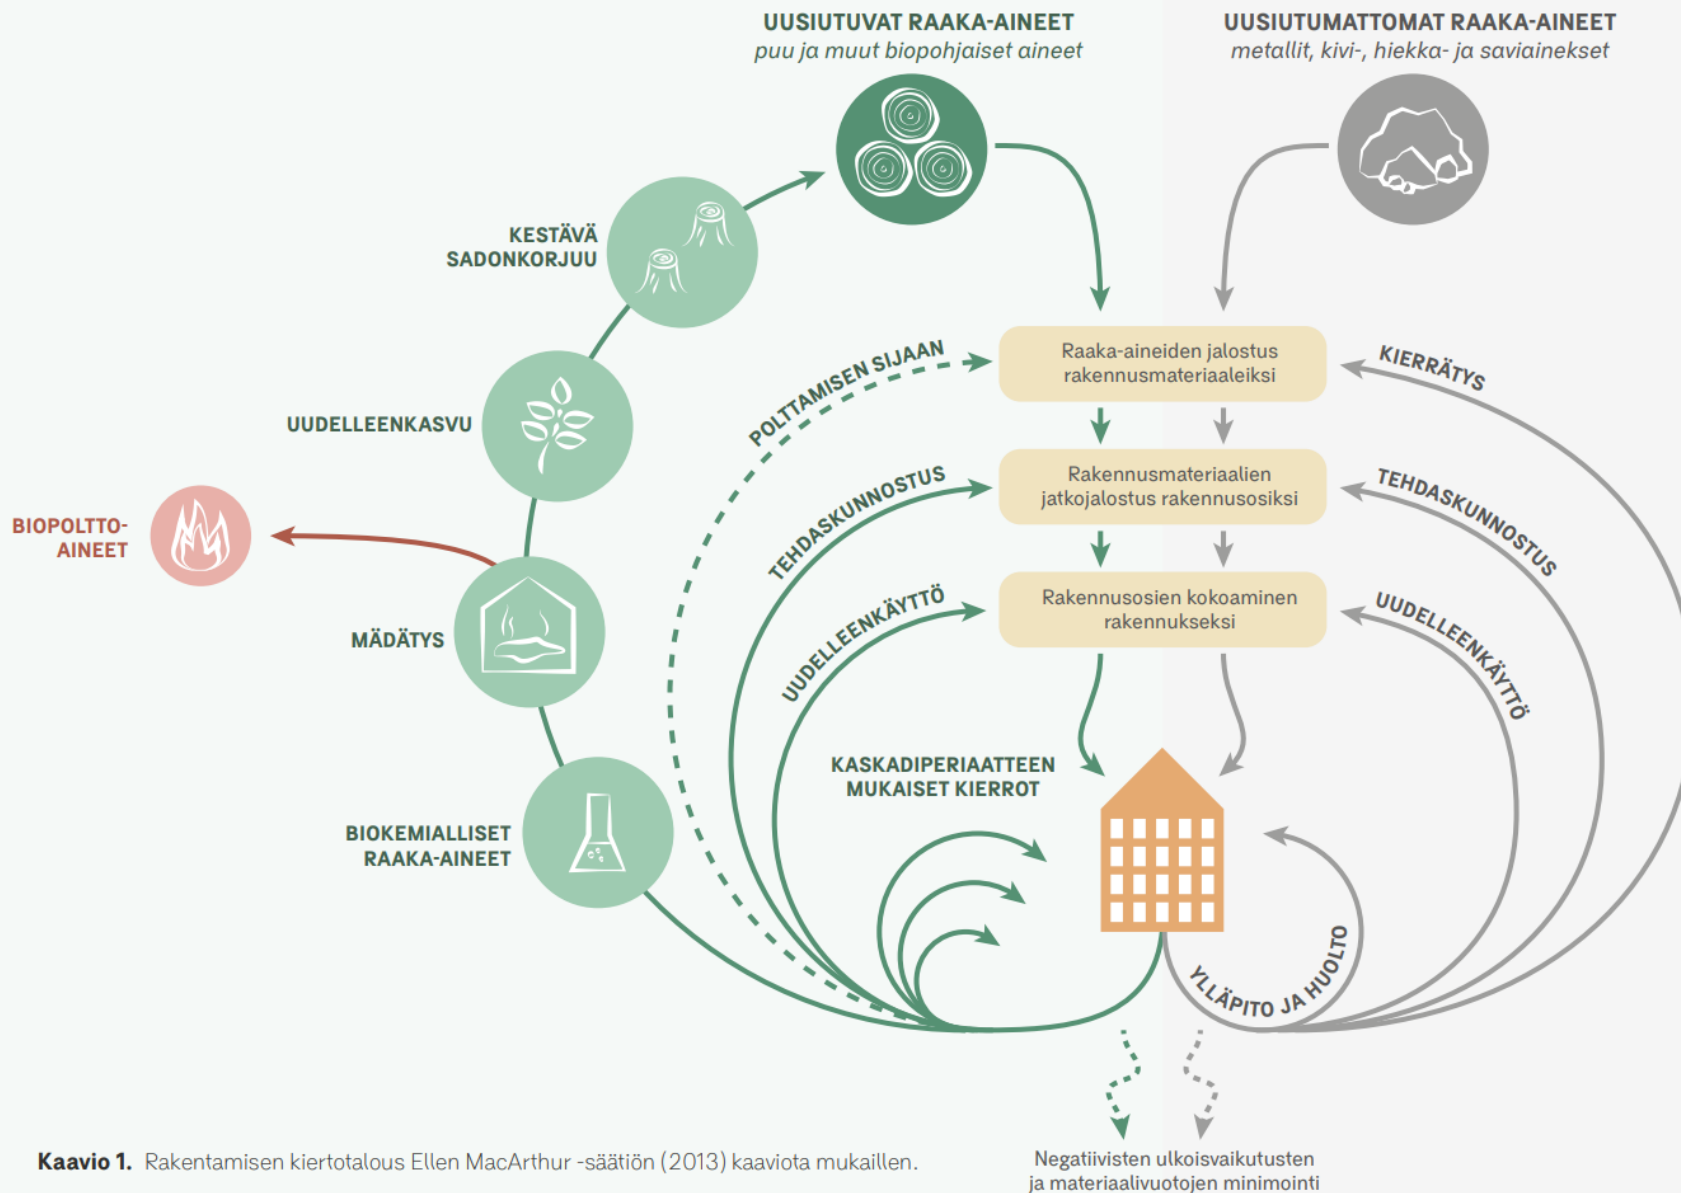 UUSIUTUVAT RAAKA-AINEET
puu ja muut biopohjaiset aineet
UUSIUTUMATTOMAT RAAKA-AINEET
metallit, kivi-, hiekka- ja saviainekset
KESTÄVÄ
SADONKORJUU
UUDELLEENKASVU
BIOPOLTTO-
AINEET
MÄDÄTYS
BIOKEMIALLISET
RAAKA-AINEET
POLTTAMISEN SIJAAN
TEHDASKUNNOSTUS
UUDELLEENKÄYTTÖ
KASKADIPERIAATTEEN
MUKAISET KIERROT
Raaka-aineiden jalostus
rakennusmateriaaleiksi
Rakennusmateriaalien
jatkojalostus rakennusosiksi
Rakennusosien kokoaminen
rakennukseksi
KIERRÄTYS
TEHDASKUNNOSTUS
UUDELLEENKÄYTTÖ
YLLÄPITO JA HUOLTO
Negatiivisten ulkoisvaikutusten
ja materiaalivuotojen minimointi
Kaavio 1. Rakentamisen kiertotalous Ellen MacArthur -säätiön (2013) kaaviota mukaillen.